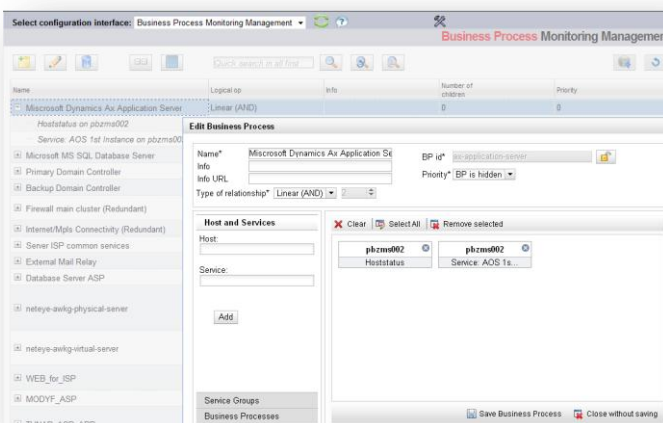 Select configuration interface: Business Process Monitoring Management
Business Process Monitoring Managemen
Quick search in all fiest
Name Logical op Info Number of children Priority
Miscrosoft Dynamics Ax Application Server Linear (AND) 0 0
Hoststatus on pbzms002
Service: AOS 1st Instance on pbzms00
Microsoft MS SQL Database Server
Primary Domain Controller
Backup Domain Controller
Firewall main cluster (Redundant)
Internet/Mpls Connectivity (Redundant)
Server ISP common services
External Mail Relay
Database Server ASP
neteye-awkg-physical-server
neteye-awkg-virtual-server
WEB_for_ISP
MODYF_ASP
Edit Business Process
Name* Miscrosoft Dynamics Ax Application Se BP id* ax-application-server
Info
Info URL Priority* BP is hidden
Type of relationship* Linear (AND) 2
Host and Services
Host:
Service:
Add
Service Groups
Business Processes
Clear Select All Remove selected
pbzms002 pbzms002
Hoststatus Service: AOS 1s...
Save Business Process Close without saving